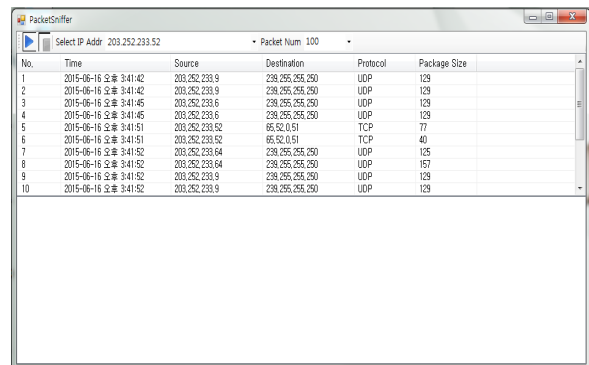 PacketSniffer
Select IP Addr 203.252.233.52 Packet Num 100
No, Time Source Destination Protocol Package Size
1 2015-06-16 오후 3:41:42 203,252,233,9 239,255,255,250 UDP 129
2 2015-06-16 오후 3:41:42 203,252,233,9 239,255,255,250 UDP 129
3 2015-06-16 오후 3:41:45 203,252,233,6 239,255,255,250 UDP 129
4 2015-06-16 오후 3:41:45 203,252,233,6 239,255,255,250 UDP 129
5 2015-06-16 오후 3:41:51 203,252,233,52 65,52,0,51 TCP 77
6 2015-06-16 오후 3:41:51 203,252,233,52 65,52,0,51 TCP 40
7 2015-06-16 오후 3:41:52 203,252,233,64 239,255,255,250 UDP 125
8 2015-06-16 오후 3:41:52 203,252,233,64 239,255,255,250 UDP 157
9 2015-06-16 오후 3:41:52 203,252,233,9 239,255,255,250 UDP 129
10 2015-06-16 오후 3:41:52 203,252,233,9 239,255,255,250 UDP 129